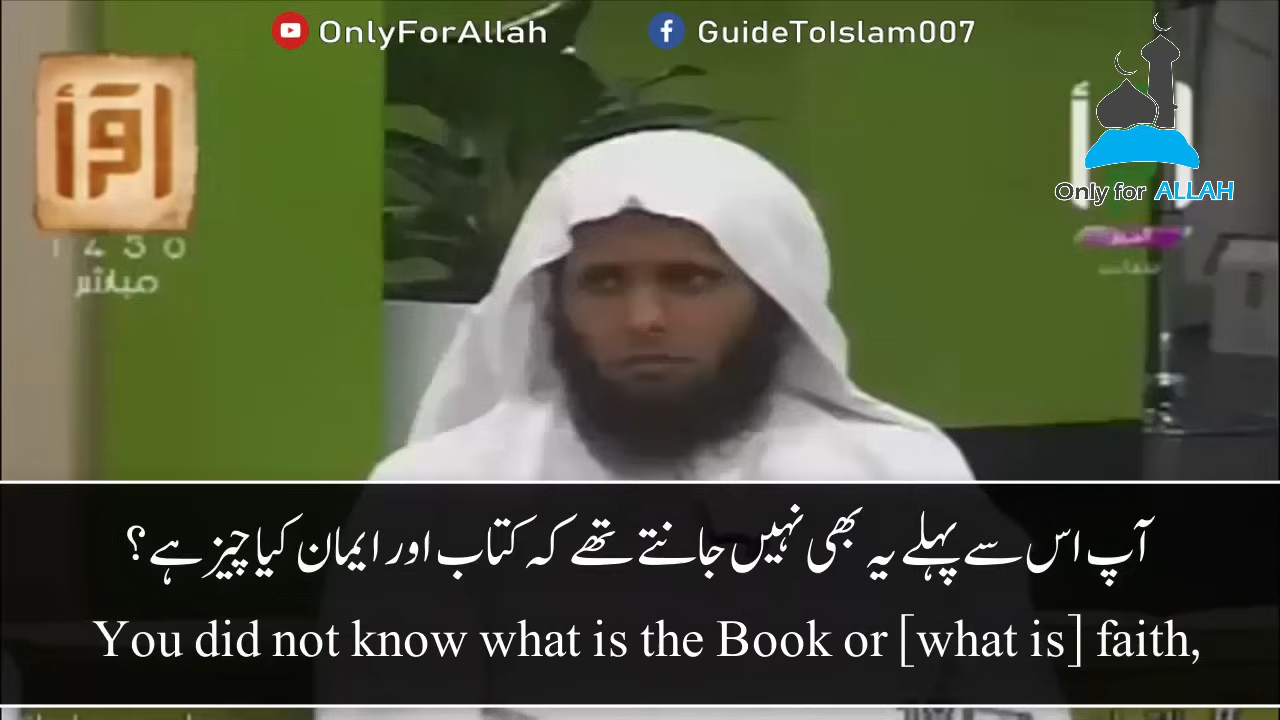 OnlyForAllah
GuideToIslam007
اقرأ
1430
مباشر
Only for ALLAH
آپ اس سے پہلے یہ بھی نہیں جانتے تھے کہ کتاب اور ایمان کیا چیز ہے؟
You did not know what is the Book or [what is] faith,